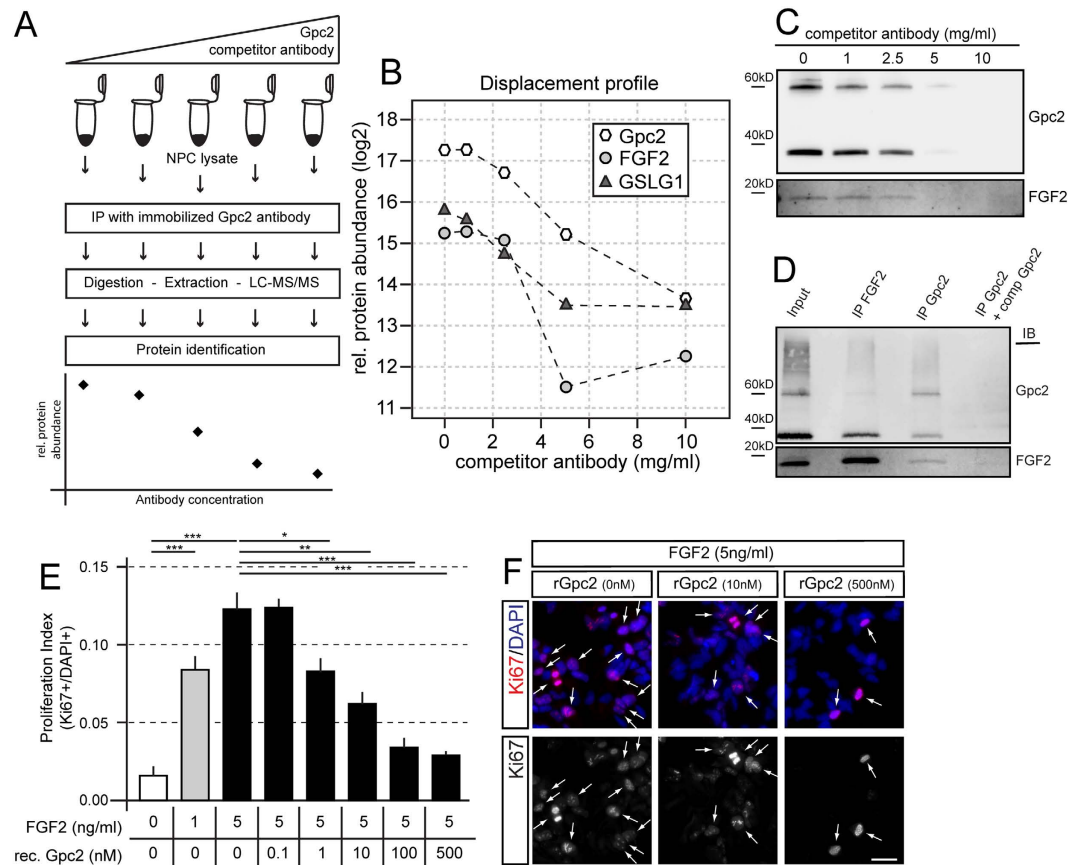 A
Gpc2
competitor antibody
NPC lysate
IP with immobilized Gpc2 antibody
Digestion - Extraction - LC-MS/MS
Protein identification
rel. protein
abundance
Antibody concentration
B
Displacement profile
rel. protein abundance (log2)
18
17
16
15
14
13
12
11
Gpc2
FGF2
GSLG1
0 2 4 6 8 10
competitor antibody (mg/ml)
C
competitor antibody (mg/ml)
0 1 2.5 5 10
60kD
40kD
20kD
Gpc2
FGF2
D
Input
IP FGF2
IP Gpc2
IP Gpc2
+ comp Gpc2
IB
60kD
40kD
20kD
Gpc2
FGF2
E
*** *
*** **
***
***
Proliferation Index
(Ki67+/DAPI+)
0.15
0.10
0.05
0.00
FGF2 (ng/ml) 0 1 5 5 5 5 5 5
rec. Gpc2 (nM) 0 0 0 0.1 1 10 100 500
F
FGF2 (5ng/ml)
rGpc2 (0nM) rGpc2 (10nM) rGpc2 (500nM)
Ki67/DAPI
Ki67